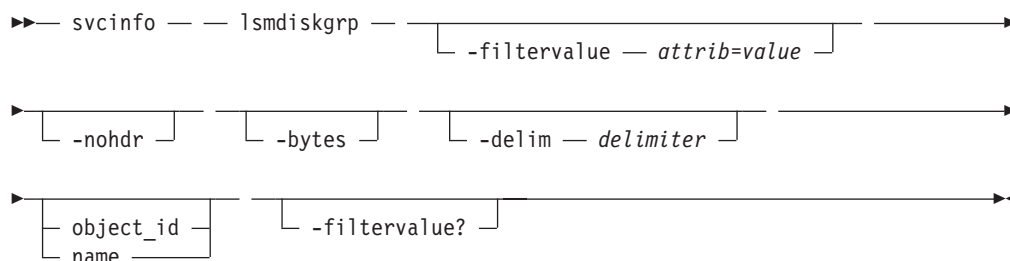 svcinfo lsmdiskgrp
-filtervalue attrib=value
-nohdr -bytes -delim delimiter
object_id -filtervalue?
name